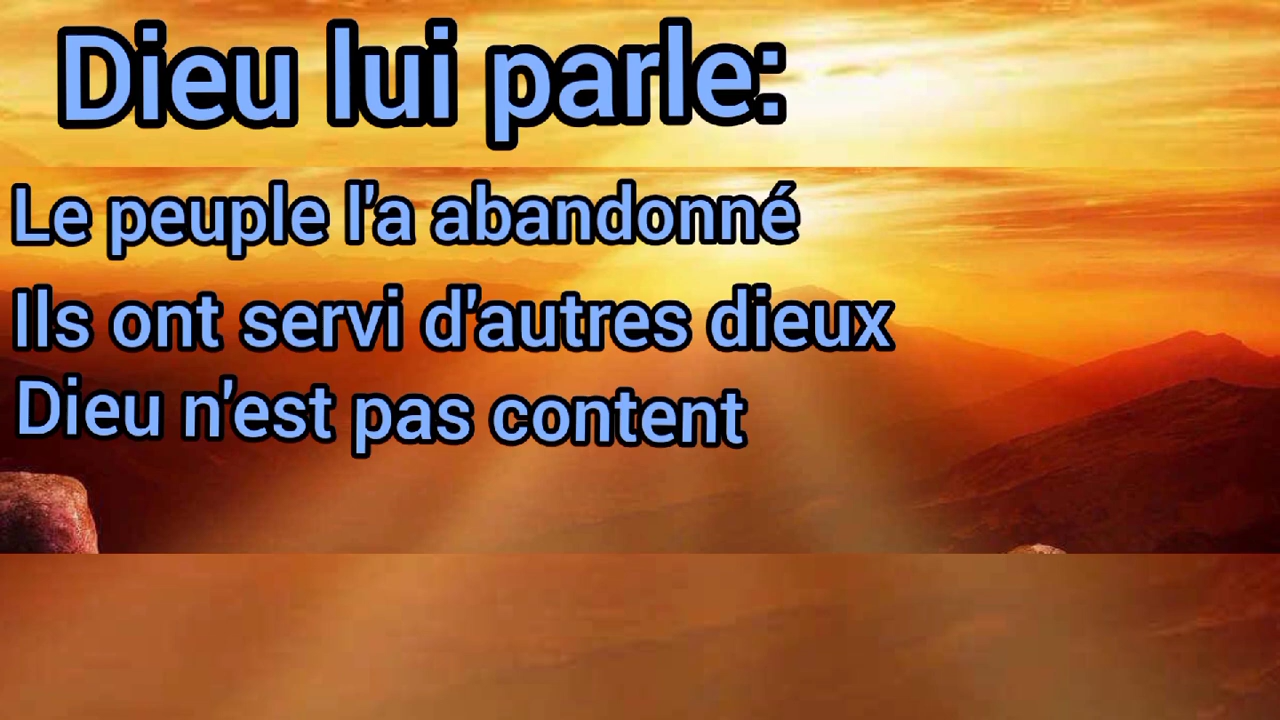 Dieu lui parle:
Le peuple l'a abandonné
Ils ont servi d'autres dieux
Dieu n'est pas content